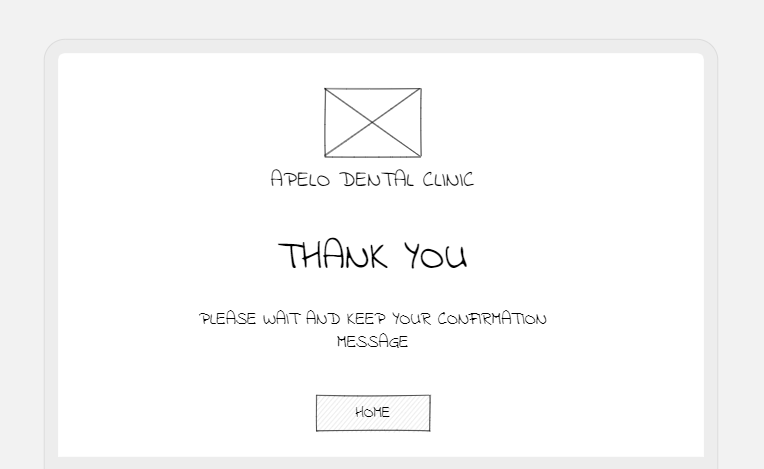 APELO DENTAL CLINIC
THANK YOU
PLEASE WAIT AND KEEP YOUR CONFIRMATION
MESSAGE
HOME